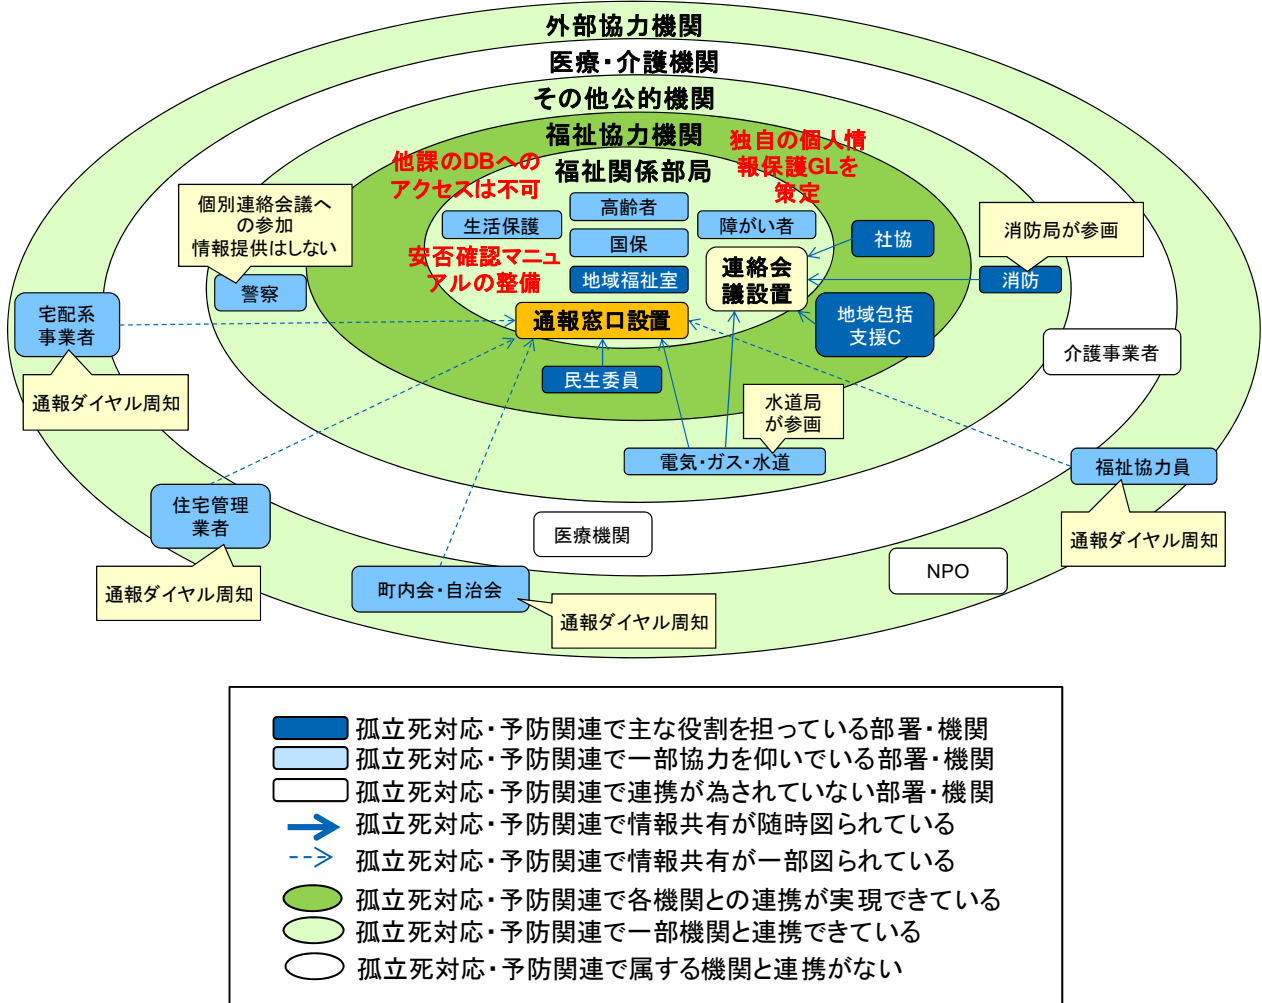 外部協力機関
医療・介護機関
その他公的機関
福祉協力機関
福祉関係部局
他課のDBへの
アクセスは不可
独自の個人情
報保護GLを
策定
個別連絡会議へ
の参加
情報提供はしない
警察
生活保護
高齢者
国保
地域福祉室
障がい者
安否確認マニュ
アルの整備
連絡会
議設置
社協
消防局が参画
消防
地域包括
支援C
通報窓口設置
宅配系
事業者
通報ダイヤル周知
介護事業者
民生委員
水道局
が参画
電気・ガス・水道
福祉協力員
通報ダイヤル周知
住宅管理
業者
通報ダイヤル周知
医療機関
NPO
町内会・自治会
通報ダイヤル周知
孤立死対応・予防関連で主な役割を担っている部署・機関
孤立死対応・予防関連で一部協力を仰いでいる部署・機関
孤立死対応・予防関連で連携が為されていない部署・機関
孤立死対応・予防関連で情報共有が随時図られている
孤立死対応・予防関連で情報共有が一部図られている
孤立死対応・予防関連で各機関との連携が実現できている
孤立死対応・予防関連で一部機関と連携できている
孤立死対応・予防関連で属する機関と連携がない